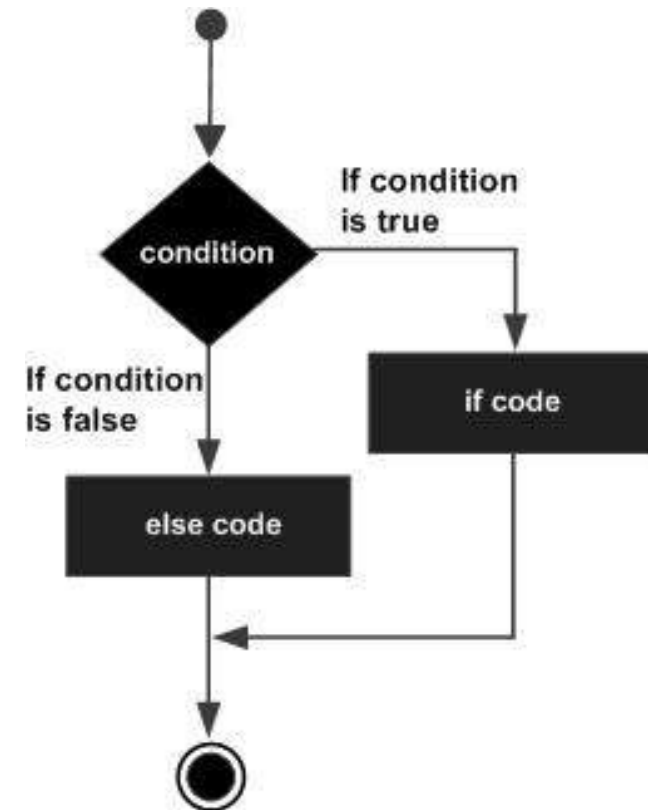 If condition
is true
condition
If condition
is false
if code
else code